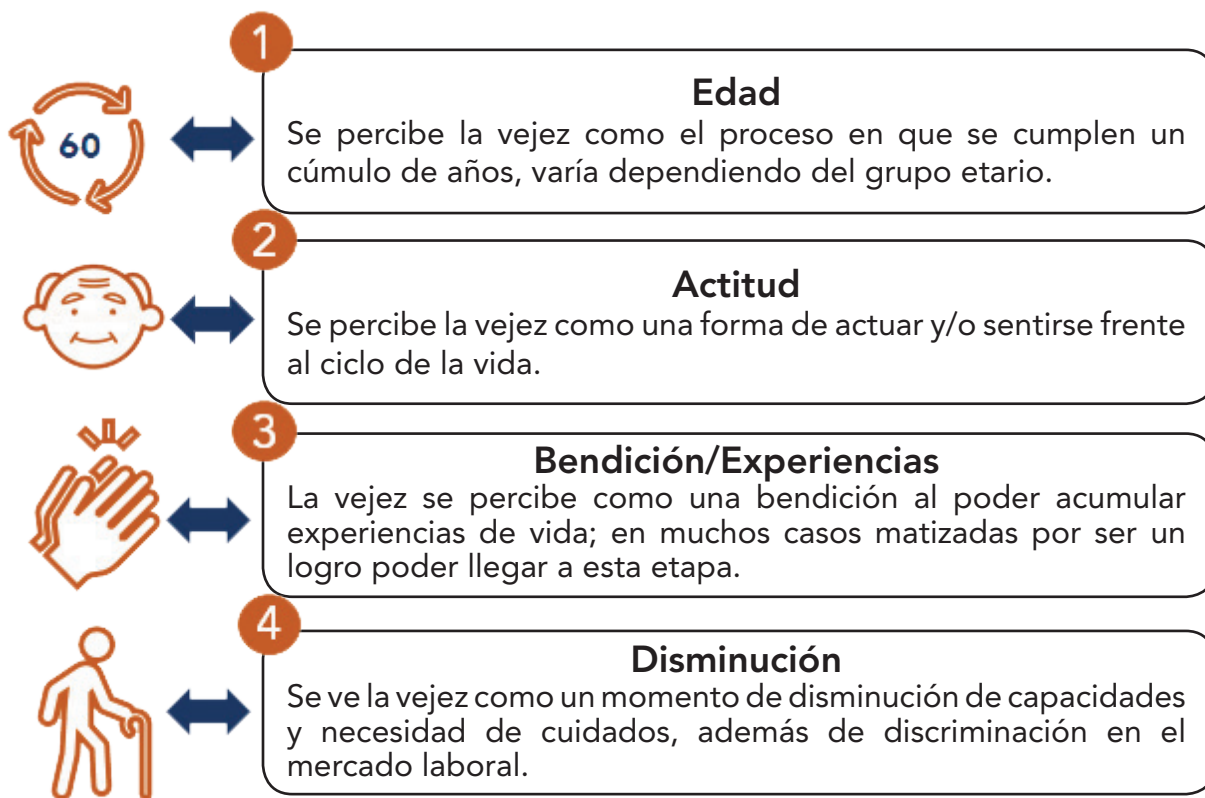 1
Edad
60
Se percibe la vejez como el proceso en que se cumplen un
cúmulo de años, varía dependiendo del grupo etario.
2
Actitud
Se percibe la vejez como una forma de actuar y/o sentirse frente
al ciclo de la vida.
3
Bendición/Experiencias
La vejez se percibe como una bendición al poder acumular
experiencias de vida; en muchos casos matizadas por ser un
logro poder llegar a esta etapa.
4
Disminución
Se ve la vejez como un momento de disminución de capacidades
y necesidad de cuidados, además de discriminación en el
mercado laboral.